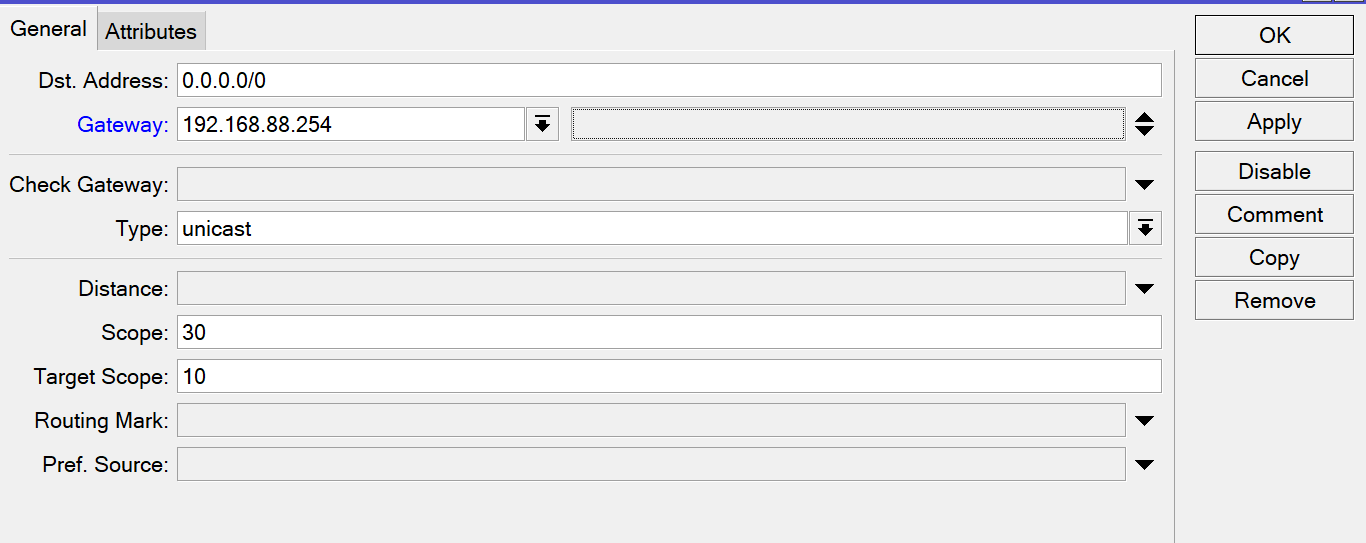 General Attributes
Dst. Address: 0.0.0.0/0
Gateway: 192.168.88.254
Check Gateway:
Type: unicast
Distance:
Scope: 30
Target Scope: 10
Routing Mark:
Pref. Source:
OK
Cancel
Apply
Disable
Comment
Copy
Remove